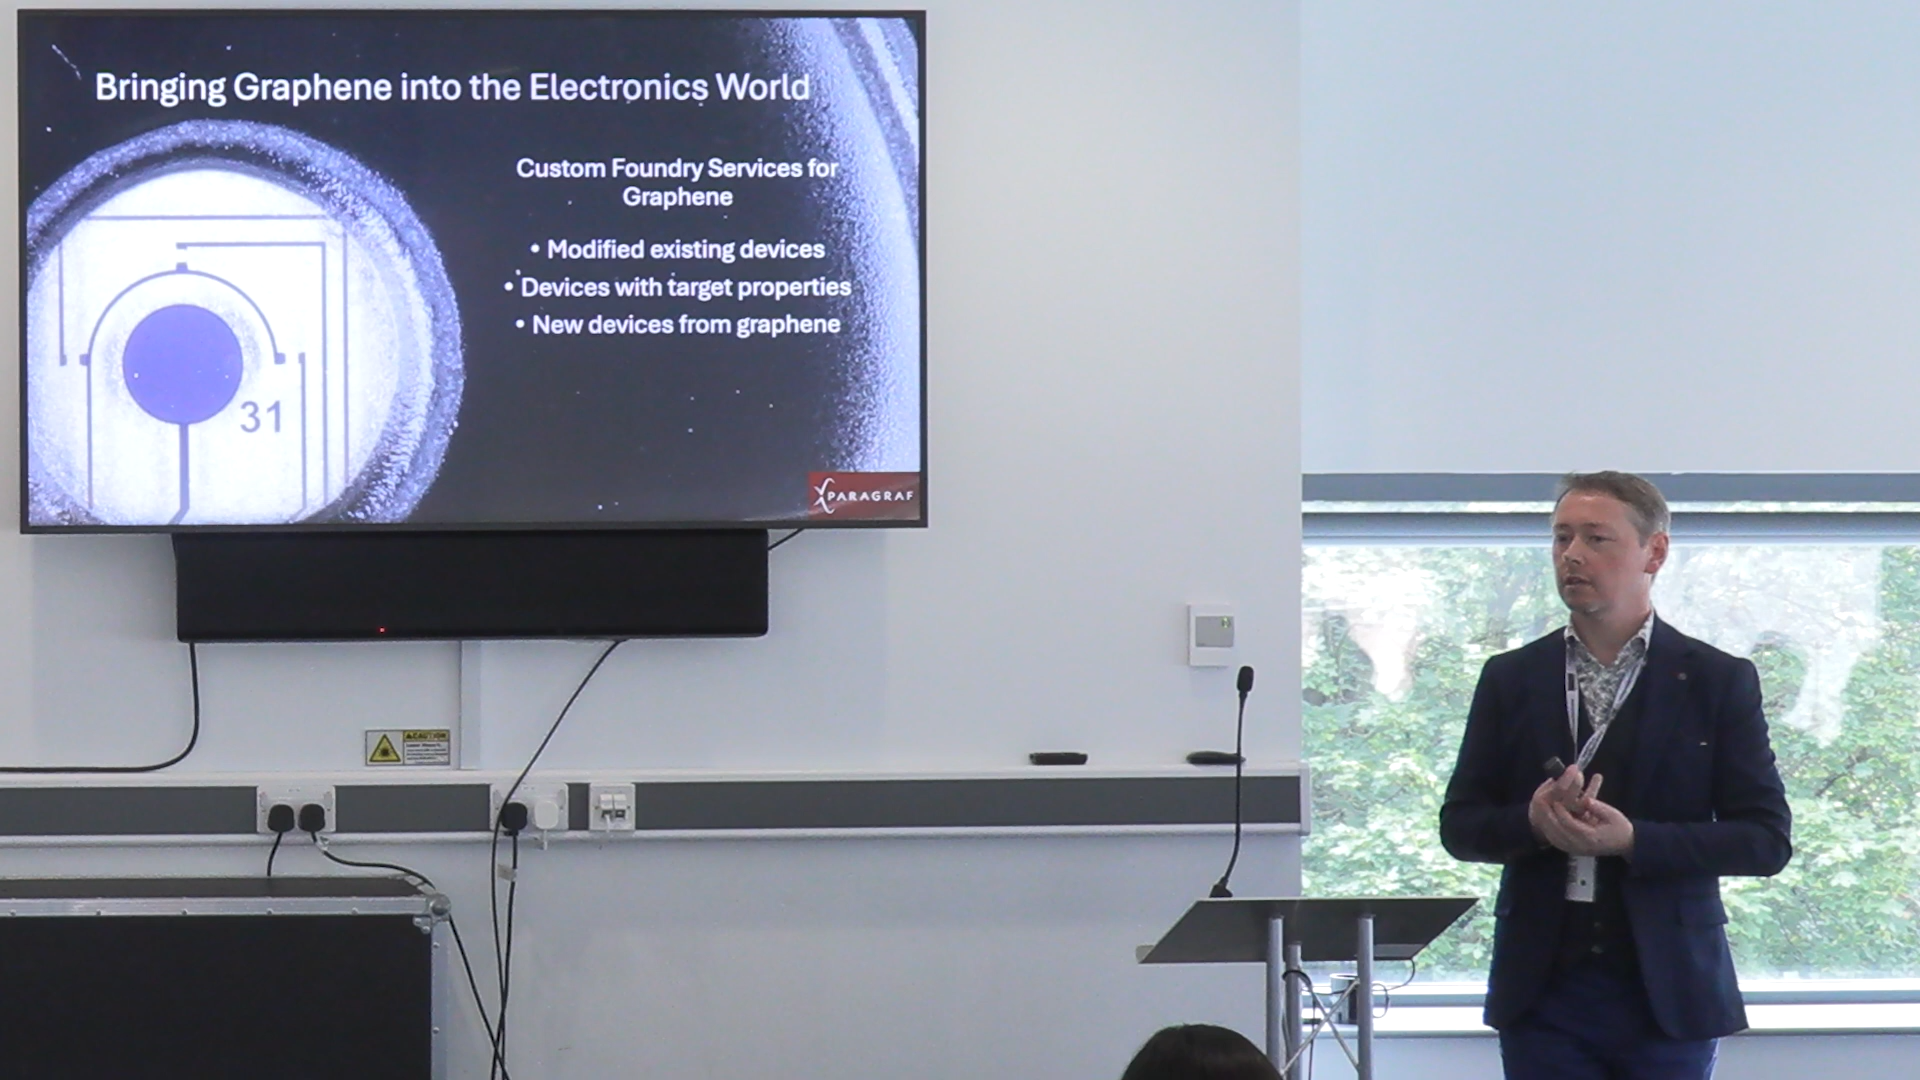 Bringing Graphene into the Electronics World
Custom Foundry Services for
Graphene
• Modified existing devices
• Devices with target properties
• New devices from graphene
31
PARAGRAF
CAUTION